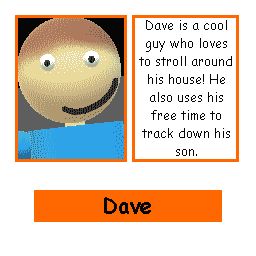 Dave is a cool
guy who loves
to stroll around
his house! He
also uses his
free time to
track down his
son.
Dave